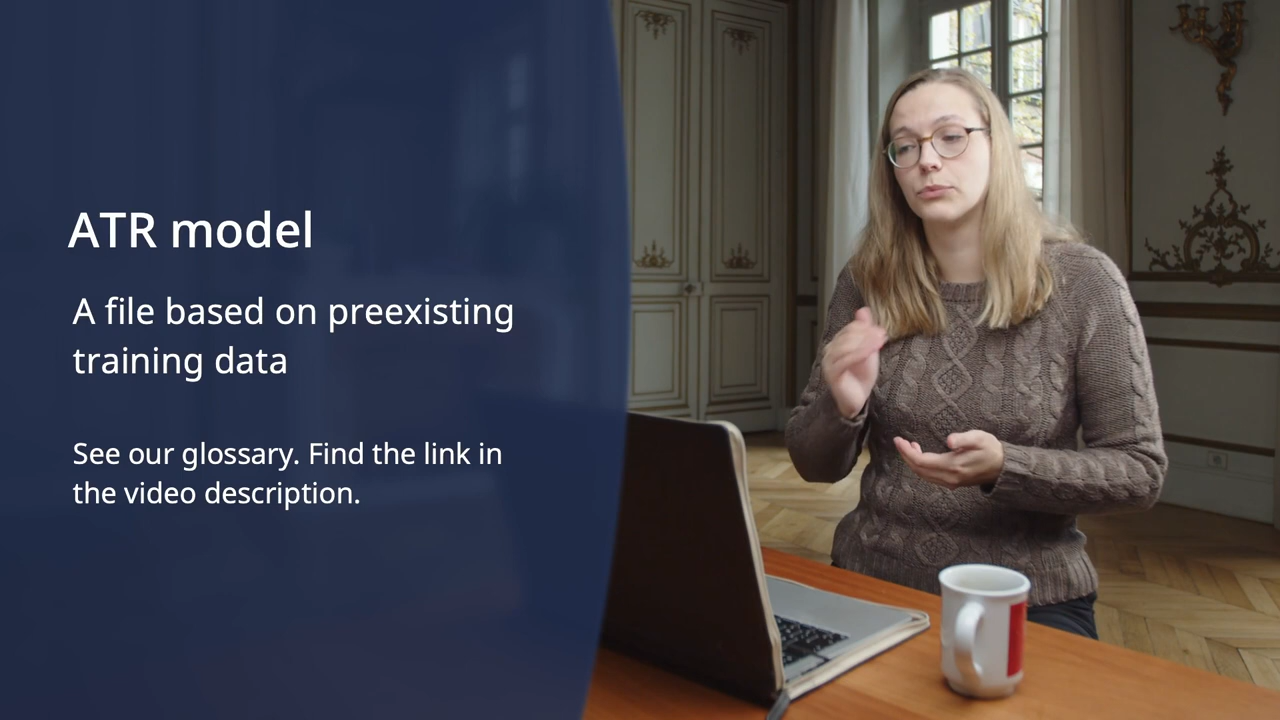 ATR model
A file based on preexisting
training data
See our glossary. Find the link in
the video description.